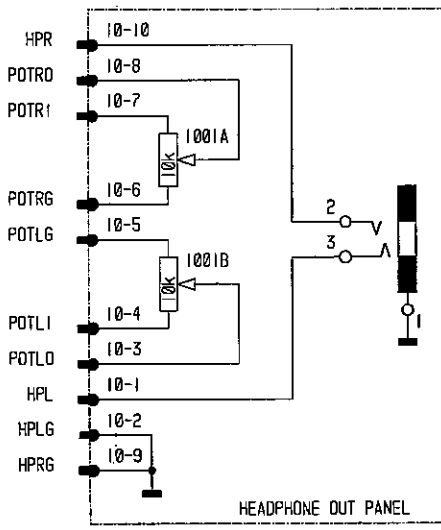 HPR 10-10
POTRO 10-8
POTRI 10-7
1001A
10k
POTRG 10-6
POTLG 10-5
2
3
1001B
10k
POTLI 10-4
1
POTLO 10-3
HPL 10-1
HPLG 10-2
HPRG 10-9
HEADPHONE OUT PANEL